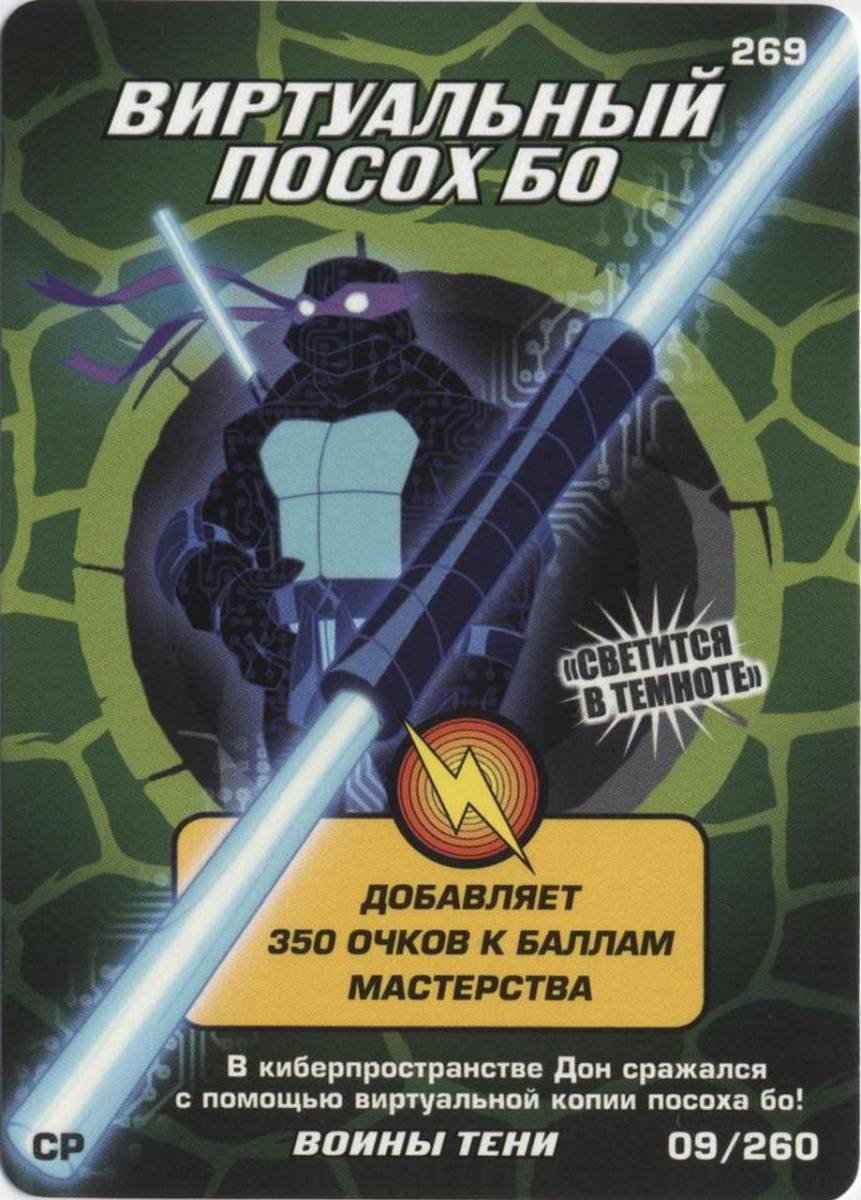 269
ВИРТУАЛЬНЫЙ
ПОСОХ БО
«СВЕТИТСЯ
В ТЕМНОТЕ»
ДОБАВЛЯЕТ
350 ОЧКОВ К БАЛЛАМ
МАСТЕРСТВА
В киберпространстве Дон сражался
с помощью виртуальной копии посоха бо!
СР ВОИНЫ ТЕНИ 09/260